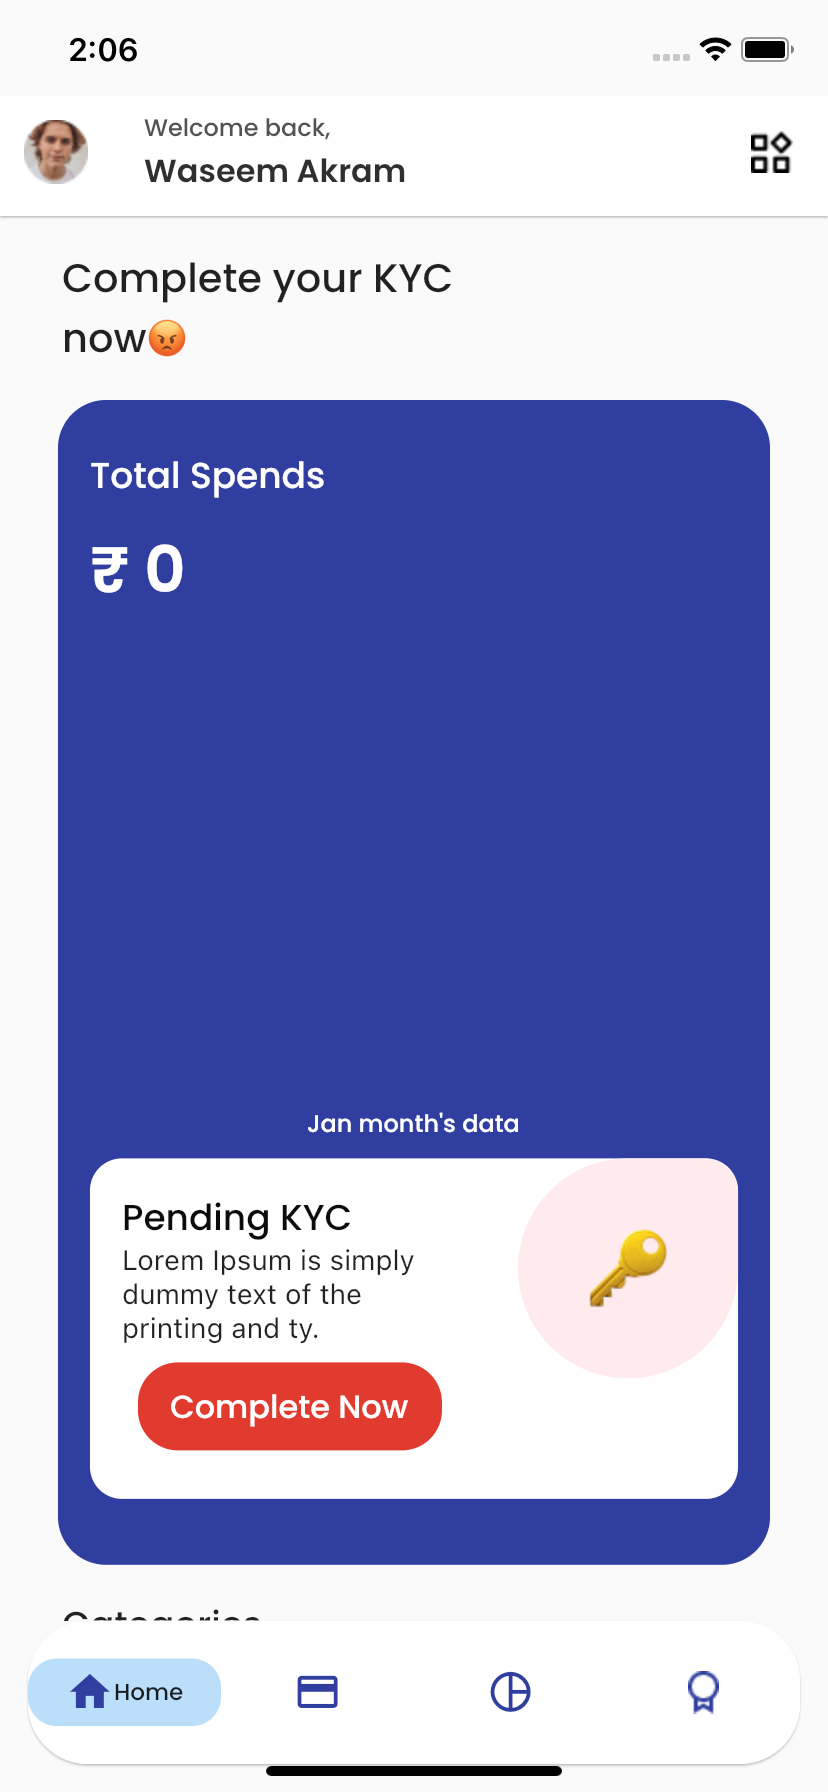 2:06
Welcome back,
Waseem Akram
Complete your KYC
now😡
Total Spends
₹ 0
Jan month's data
Pending KYC
Lorem Ipsum is simply
dummy text of the
printing and ty.
Complete Now
Categories
Home